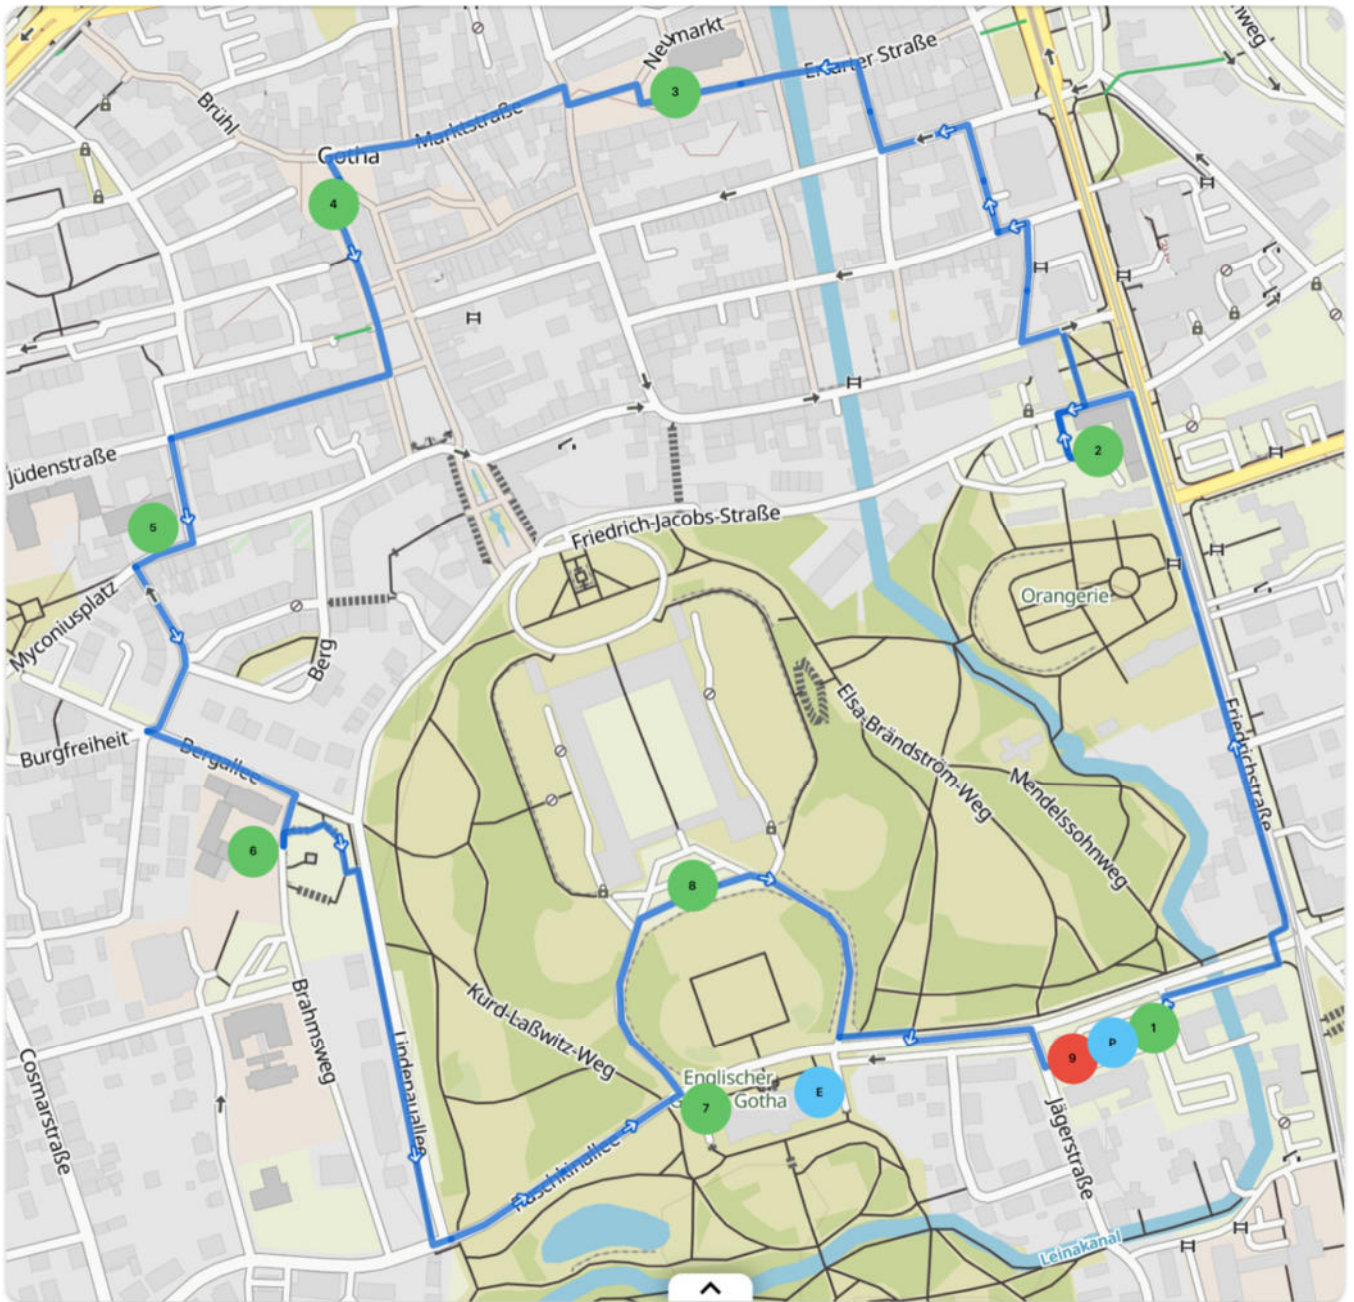 Neumarkt
Erfurter Straße
Brühl
3
Marktstraße
Gotha
4
2
Jüdenstraße
5
Friedrich-Jacobs-Straße
Orangerie
Myconiusplatz
Berg
Elsa-Brändström-Weg
Friedrichstraße
Burgfreiheit
Bergallee
Mendelssohnweg
6
8
Kurd-Laßwitz-Weg
Brahmsweg
Lindenauallee
1
P
9
Cosmarstraße
Englischer
Gotha
E
7
Jägerstraße
Puschkinallee
Leinakanal